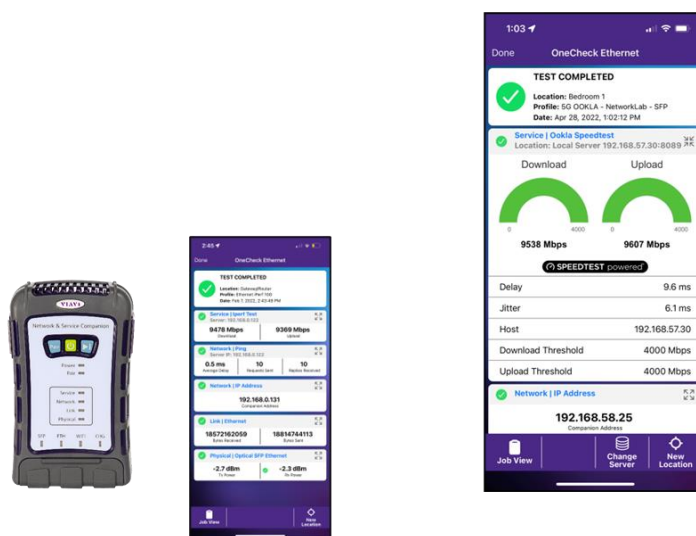 VIAVI
Network & Service Companion
Power
Pair
Service
Network
Link
Physical
SFP ETH WIFI
2:45
Done OneCheck Ethernet
TEST COMPLETED
Location: GatewayRouter
Profile: Ethernet iPerf 10G
Date: Feb 7, 2022, 2:43:49 PM
Service | Iperf Test
Server: 192.168.0.133
9478 Mbps 9369 Mbps
Download Upload
Network | Ping
Server IP: 192.168.0.133
0.5 ms 10 10
Average Delay Requests Sent Replies Received
Network | IP Address
192.168.0.131
Companion Address
Link | Ethernet
18572162059 18814744113
Bytes Received Bytes Sent
Physical | Optical SFP Ethernet
-2.7 dBm -2.3 dBm
Tx Power Rx Power
Job View New
Location
1:03
Done OneCheck Ethernet
TEST COMPLETED
Location: Bedroom 1
Profile: 5G OOKLA - NetworkLab - SFP
Date: Apr 28, 2022, 1:02:12 PM
Service | Ookla Speedtest
Location: Local Server 192.168.57.30:8089
Download Upload
0 4000 0 4000
9538 Mbps 9607 Mbps
SPEEDTEST powered
Delay 9.6 ms
Jitter 6.1 ms
Host 192.168.57.30
Download Threshold 4000 Mbps
Upload Threshold 4000 Mbps
Network | IP Address
192.168.58.25
Companion Address
Job View Change New
Server Location